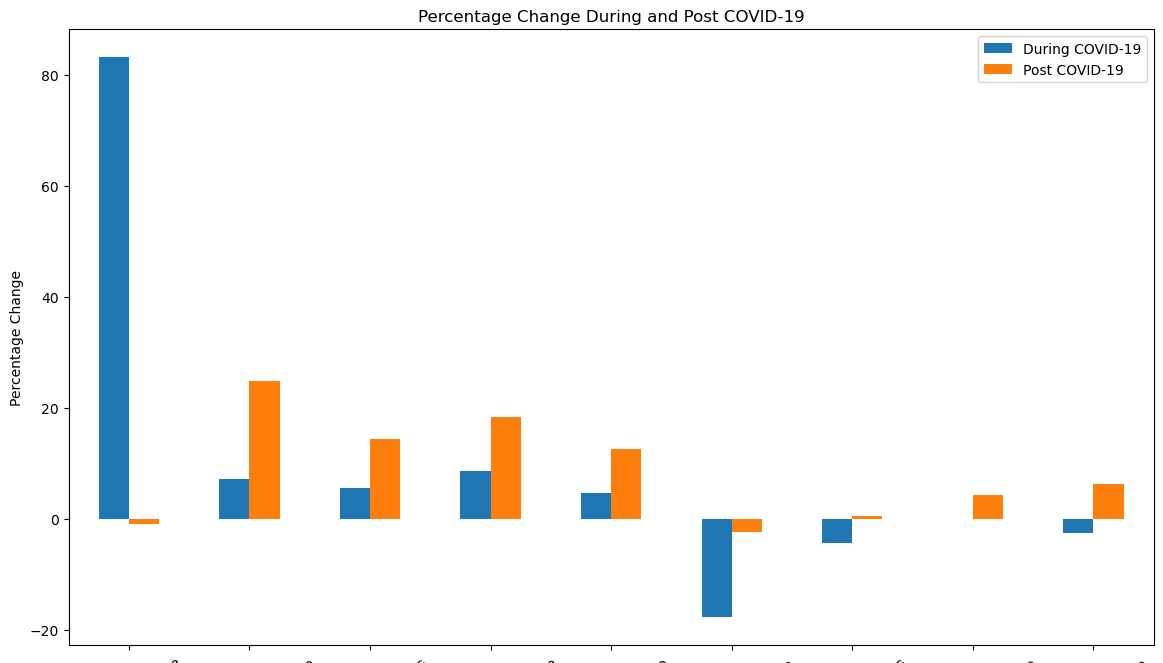 Percentage Change During and Post COVID-19
During COVID-19
Post COVID-19
80
60
40
20
0
−20
Percentage Change